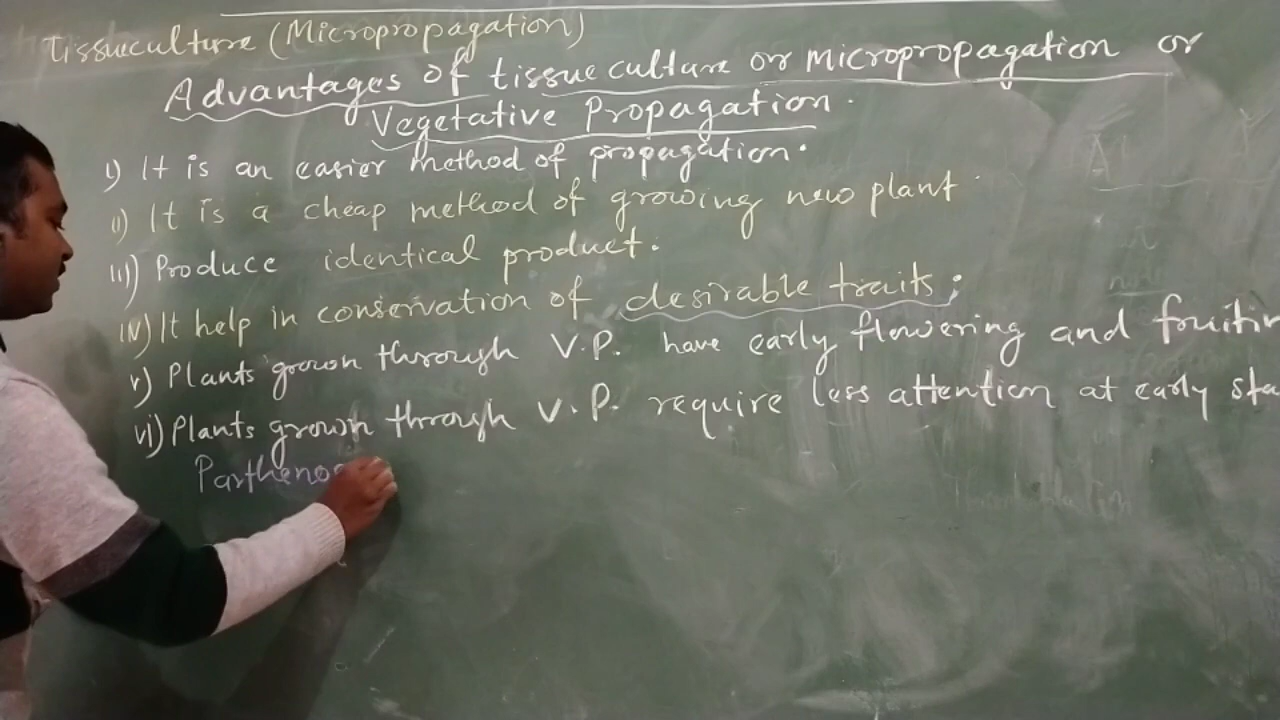 Tissueculture (Micropropagation)
Advantages of tissue culture or Micropropagation or
Vegetative Propagation.
i) It is an easier method of propagation.
ii) It is a cheap method of growing new plant.
iii) Produce identical product.
iv) It help in conservation of desirable traits.
v) Plants grown through V.P. have early flowering and fruitin
vi) Plants grown through V.P. require less attention at early sta
Partheno